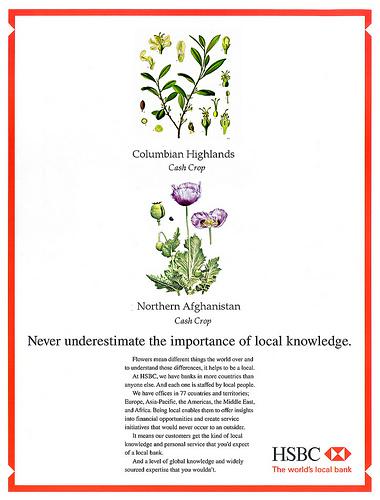 Columbian Highlands
Cash Crop
Northern Afghanistan
Cash Crop
Never underestimate the importance of local knowledge.
Flowers mean different things the world over and
to understand those differences, it helps to be a local.
At HSBC, we have banks in more countries than
anyone else. And each one is staffed by local people.
We have offices in 77 countries and territories;
Europe, Asia-Pacific, the Americas, the Middle East,
and Africa. Being local enables them to offer insights
into financial opportunities and create service
initiatives that would never occur to an outsider.
It means our customers get the kind of local
knowledge and personal service that you'd expect
of a local bank.
And a level of global knowledge and widely
sourced expertise that you wouldn't.
HSBC
The world's local bank